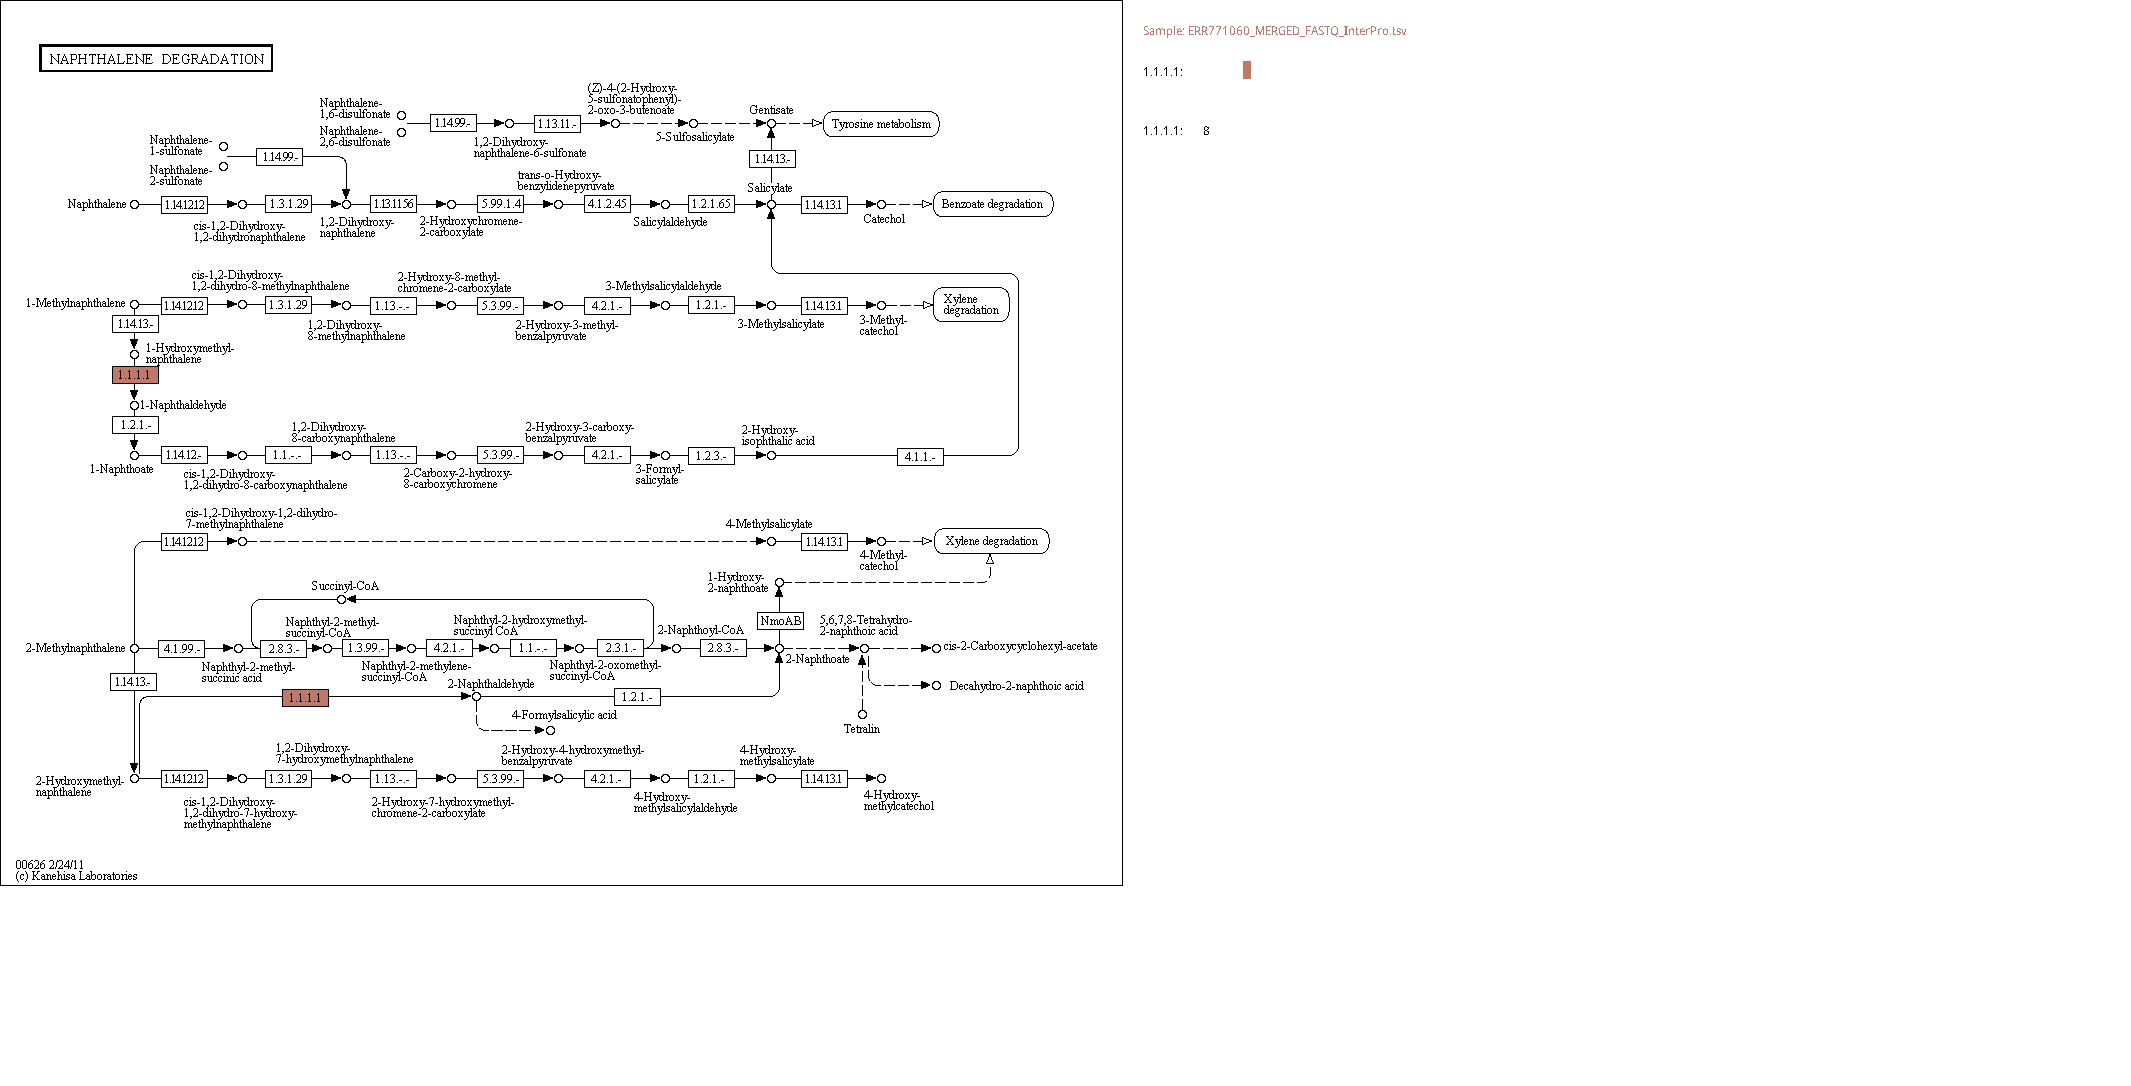 NAPHTHALENE DEGRADATION
Sample: ERR771060_MERGED_FASTQ_InterPro.tsv
1.1.1.1:
1.1.1.1: 8
Naphthalene-
1,6-disulfonate
Naphthalene-
2,6-disulfonate
1.14.99.-
1,2-Dihydroxy-
naphthalene-6-sulfonate
1.13.11.-
(Z)-4-(2-Hydroxy-
5-sulfonatophenyl)-
2-oxo-3-butenoate
5-Sulfosalicylate
Gentisate
Tyrosine metabolism
Naphthalene-
1-sulfonate
Naphthalene-
2-sulfonate
1.14.99.-
1.14.13.-
Naphthalene
1.14.12.12
cis-1,2-Dihydroxy-
1,2-dihydronaphthalene
1.3.1.29
1,2-Dihydroxy-
naphthalene
1.13.11.56
2-Hydroxychromene-
2-carboxylate
5.99.1.4
trans-o-Hydroxy-
benzylidenepyruvate
4.1.2.45
Salicylaldehyde
1.2.1.65
Salicylate
1.14.13.1
Catechol
Benzoate degradation
1-Methylnaphthalene
1.14.12.12
cis-1,2-Dihydroxy-
1,2-dihydro-8-methylnaphthalene
1.3.1.29
1,2-Dihydroxy-
8-methylnaphthalene
1.13.-.-
2-Hydroxy-8-methyl-
chromene-2-carboxylate
5.3.99.-
2-Hydroxy-3-methyl-
benzalpyruvate
4.2.1.-
3-Methylsalicylaldehyde
1.2.1.-
3-Methylsalicylate
1.14.13.1
3-Methyl-
catechol
Xylene
degradation
1.14.13.-
1-Hydroxymethyl-
naphthalene
1.1.1.1
1-Naphthaldehyde
1.2.1.-
1-Naphthoate
1.14.12.-
cis-1,2-Dihydroxy-
1,2-dihydro-8-carboxynaphthalene
1.1.-.-
1,2-Dihydroxy-
8-carboxynaphthalene
1.13.-.-
2-Carboxy-2-hydroxy-
8-carboxychromene
5.3.99.-
2-Hydroxy-3-carboxy-
benzalpyruvate
4.2.1.-
3-Formyl-
salicylate
1.2.3.-
2-Hydroxy-
isophthalic acid
4.1.1.-
cis-1,2-Dihydroxy-1,2-dihydro-
7-methylnaphthalene
1.14.12.12
4-Methylsalicylate
1.14.13.1
4-Methyl-
catechol
Xylene degradation
1-Hydroxy-
2-naphthoate
NmoAB
Succinyl-CoA
2-Methylnaphthalene
4.1.99.-
Naphthyl-2-methyl-
succinic acid
2.8.3.-
Naphthyl-2-methyl-
succinyl-CoA
1.3.99.-
Naphthyl-2-methylene-
succinyl-CoA
4.2.1.-
Naphthyl-2-hydroxymethyl-
succinyl CoA
1.1.-.-
Naphthyl-2-oxomethyl-
succinyl-CoA
2.3.1.-
2-Naphthoyl-CoA
2.8.3.-
2-Naphthoate
5,6,7,8-Tetrahydro-
2-naphthoic acid
cis-2-Carboxycyclohexyl-acetate
Decahydro-2-naphthoic acid
Tetralin
1.14.13.-
1.1.1.1
2-Naphthaldehyde
1.2.1.-
4-Formylsalicylic acid
2-Hydroxymethyl-
naphthalene
1.14.12.12
cis-1,2-Dihydroxy-
1,2-dihydro-7-hydroxy-
methylnaphthalene
1.3.1.29
1,2-Dihydroxy-
7-hydroxymethylnaphthalene
1.13.-.-
2-Hydroxy-7-hydroxymethyl-
chromene-2-carboxylate
5.3.99.-
2-Hydroxy-4-hydroxymethyl-
benzalpyruvate
4.2.1.-
4-Hydroxy-
methylsalicylaldehyde
1.2.1.-
4-Hydroxy-
methylsalicylate
1.14.13.1
4-Hydroxy-
methylcatechol
00626 2/24/11
(c) Kanehisa Laboratories